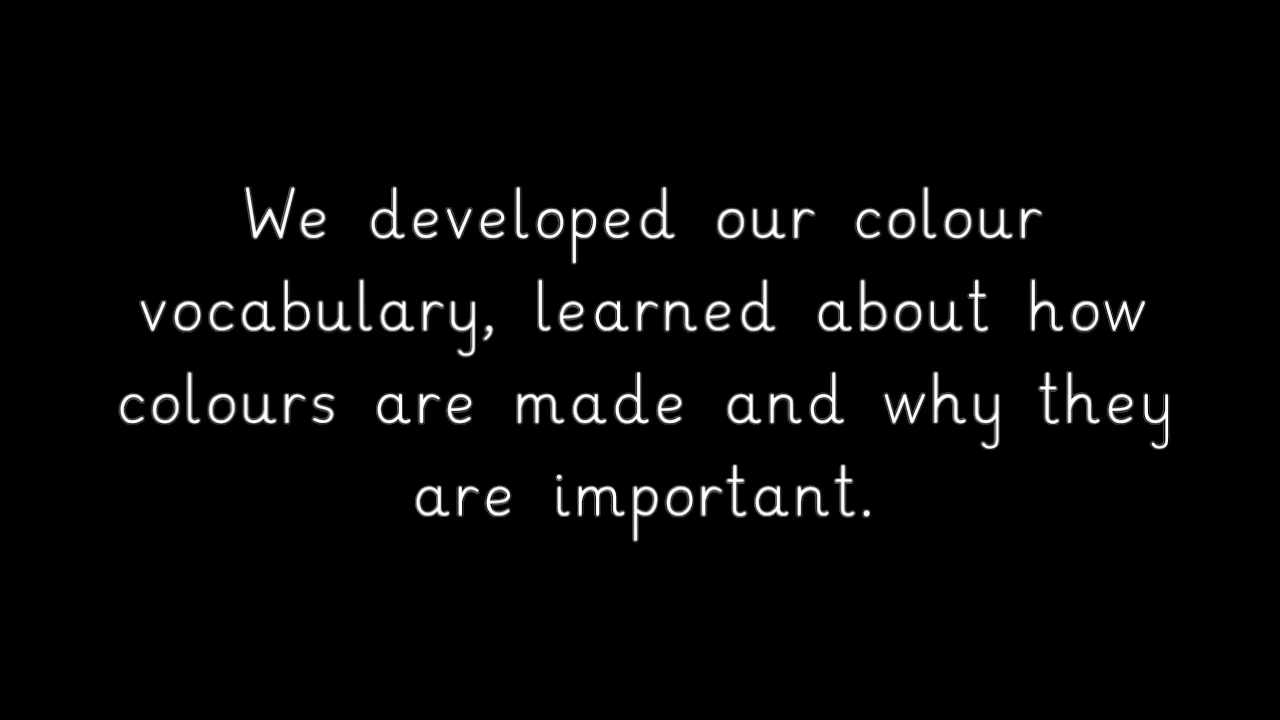 We developed our colour
vocabulary, learned about how
colours are made and why they
are important.